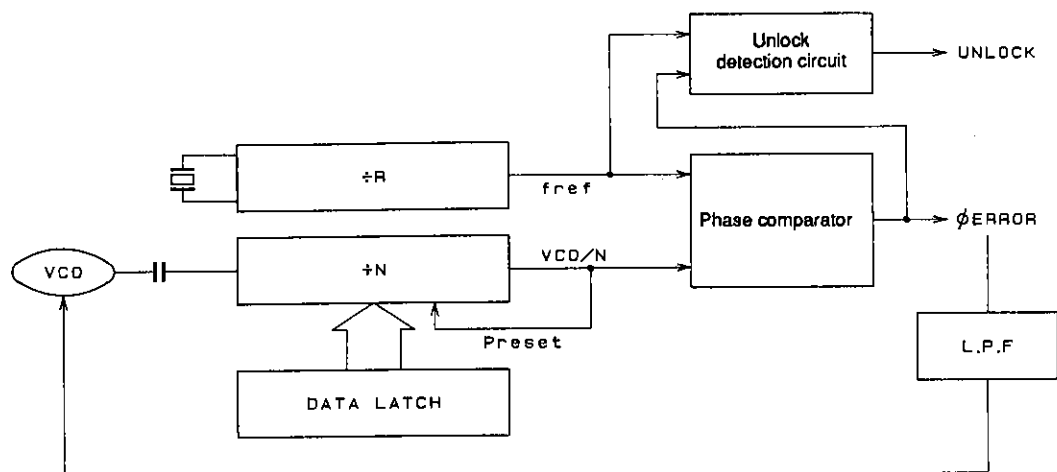 Unlock
detection circuit
UNLOCK
÷R
fref
Phase comparator
φERROR
VCO
÷N
VCO/N
Preset
L.P.F
DATA LATCH